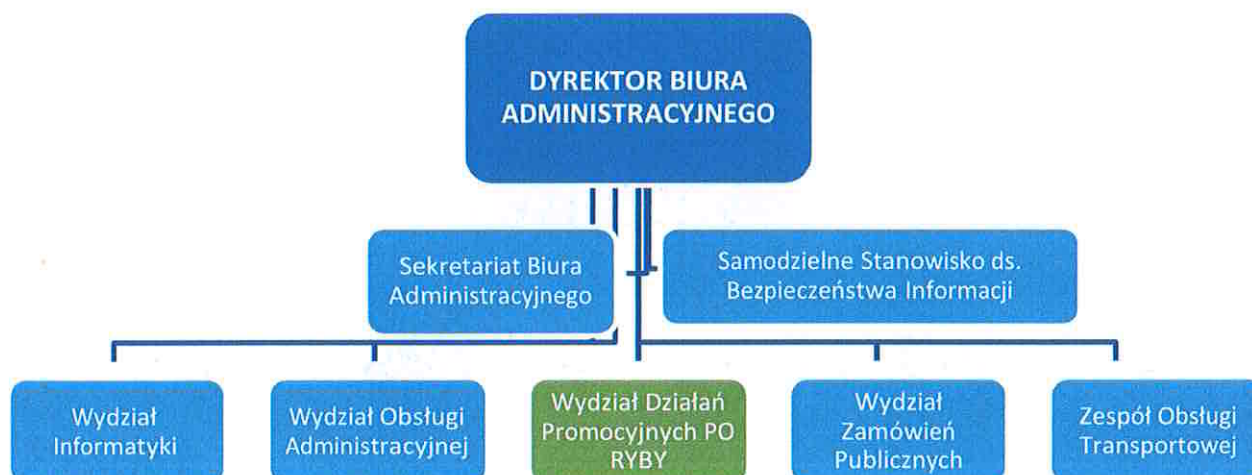 DYREKTOR BIURA
ADMINISTRACYJNEGO
Sekretariat Biura
Administracyjnego
Samodzielne Stanowisko ds.
Bezpieczeństwa Informacji
Wydział
Informatyki
Wydział Obsługi
Administracyjnej
Wydział Działań
Promocyjnych PO
RYBY
Wydział
Zamówień
Publicznych
Zespół Obsługi
Transportowej